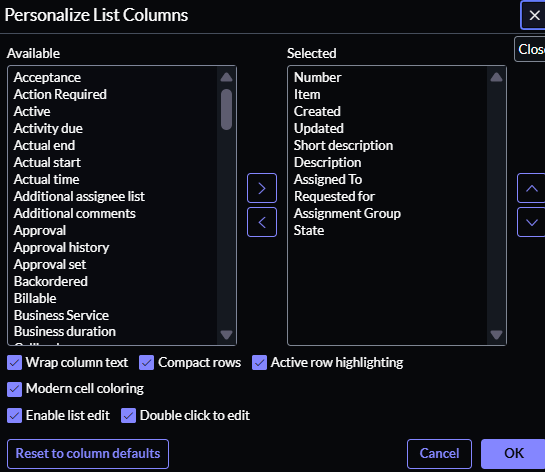 Personalize List Columns
Close
Available
Acceptance
Action Required
Active
Activity due
Actual end
Actual start
Actual time
Additional assignee list
Additional comments
Approval
Approval history
Approval set
Backordered
Billable
Business Service
Business duration
Selected
Number
Item
Created
Updated
Short description
Description
Assigned To
Requested for
Assignment Group
State
Wrap column text
Compact rows
Active row highlighting
Modern cell coloring
Enable list edit
Double click to edit
Reset to column defaults
Cancel
OK